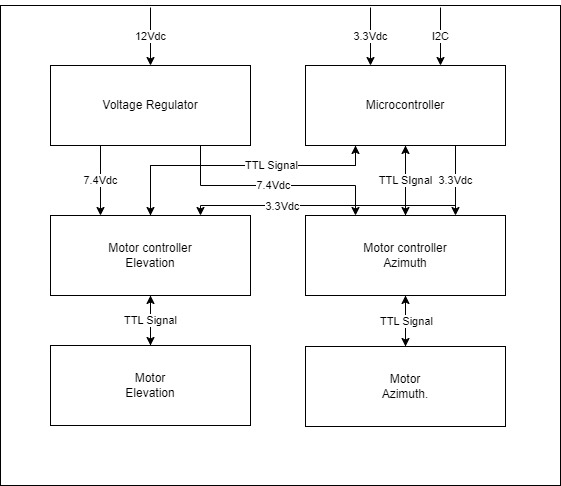 12Vdc
3.3Vdc
I2C
Voltage Regulator
Microcontroller
TTL Signal
7.4Vdc
TTL SIgnal
3.3Vdc
7.4Vdc
3.3Vdc
Motor controller
Elevation
Motor controller
Azimuth
TTL Signal
TTL Signal
Motor
Elevation
Motor
Azimuth.